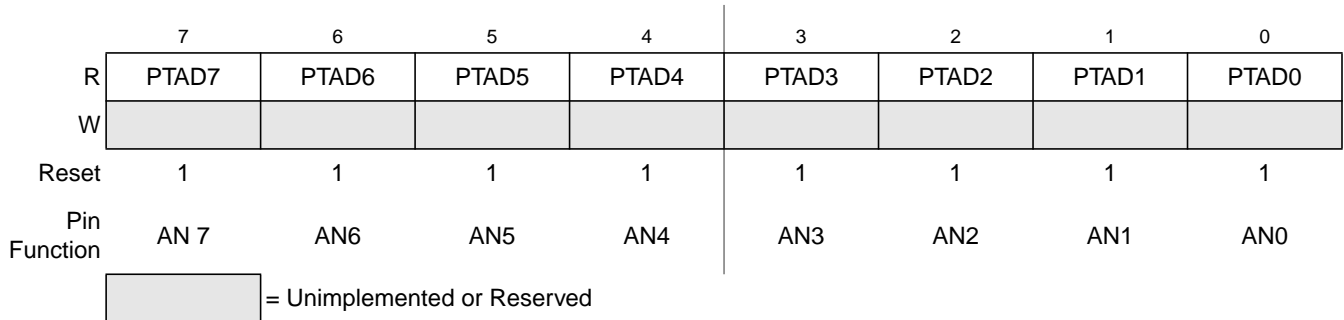 7 6 5 4 3 2 1 0
R PTAD7 PTAD6 PTAD5 PTAD4 PTAD3 PTAD2 PTAD1 PTAD0
W
Reset 1 1 1 1 1 1 1 1
Pin
Function AN 7 AN6 AN5 AN4 AN3 AN2 AN1 AN0
= Unimplemented or Reserved